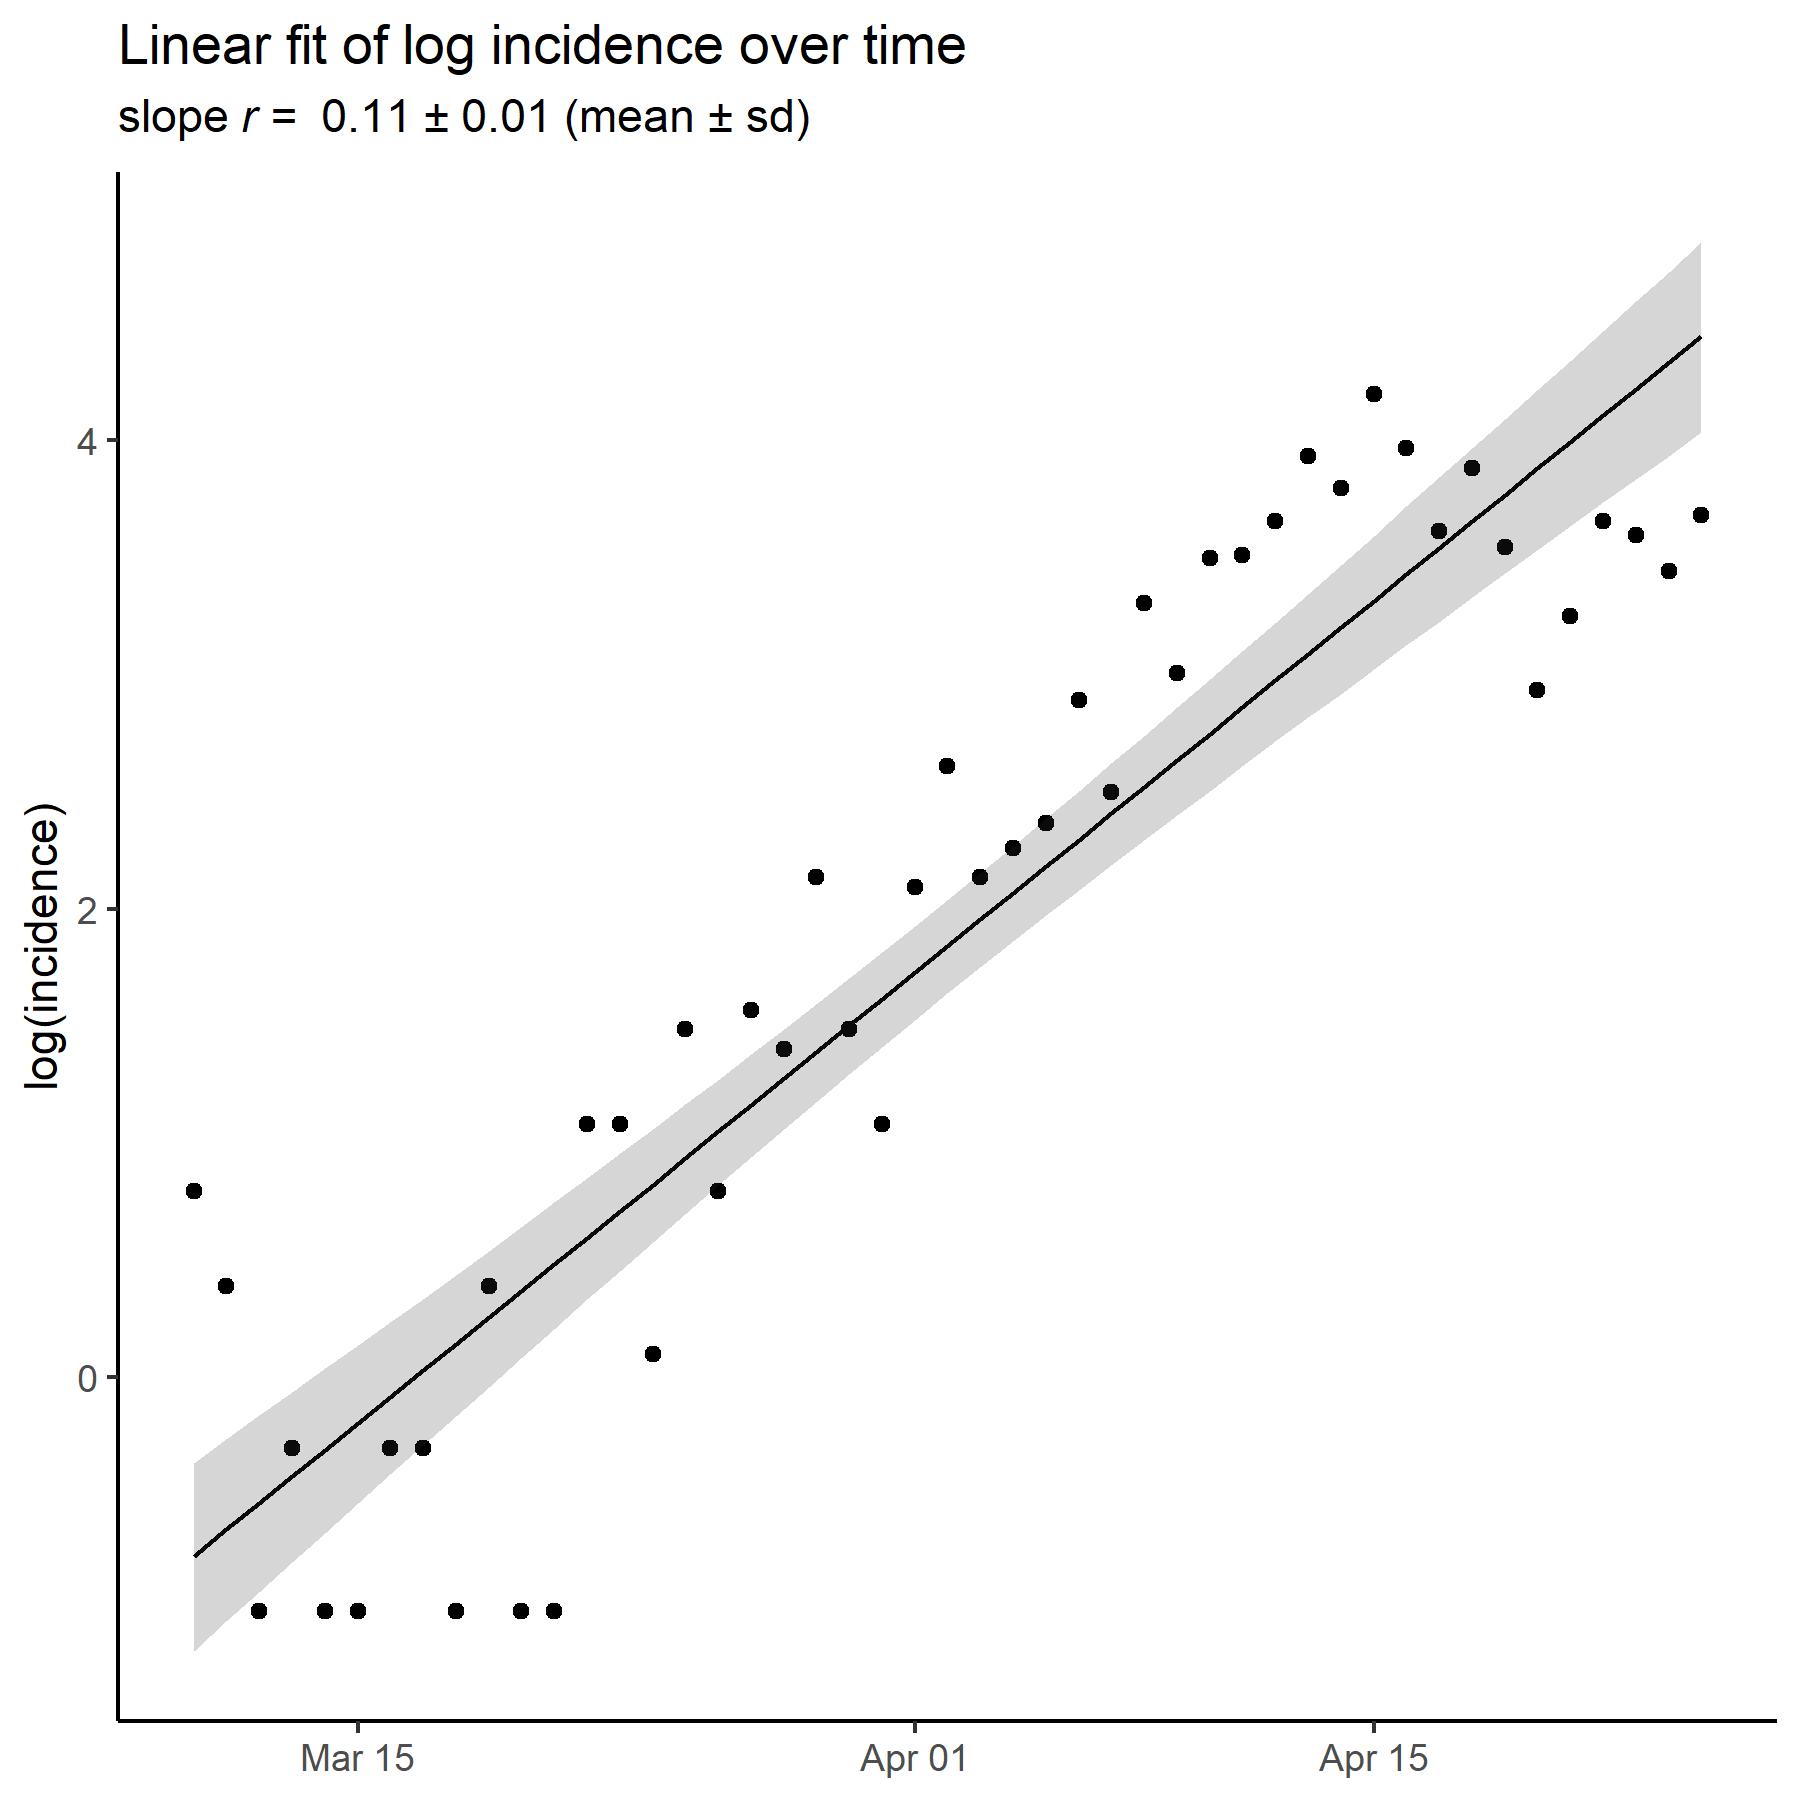 Linear fit of log incidence over time
slope r =  0.11 ± 0.01 (mean ± sd)
log(incidence)
4
2
0
Mar 15
Apr 01
Apr 15